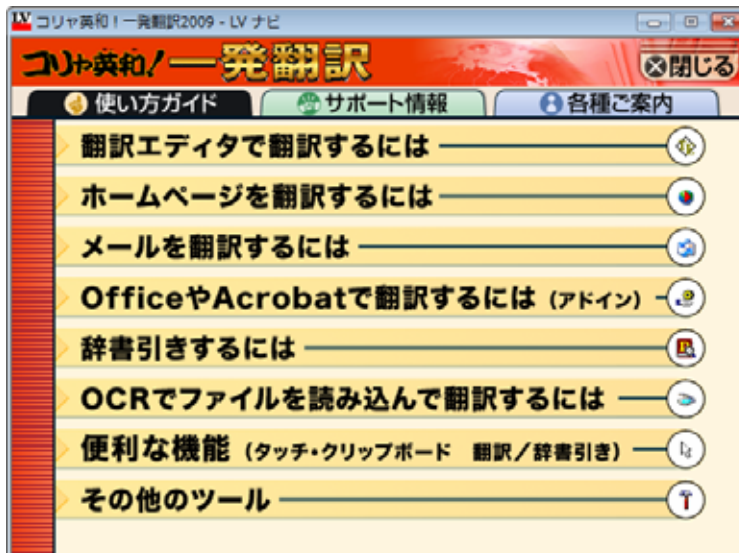 LV コリャ英和！一発翻訳2009 - LV ナビ
コリャ英和!一発翻訳
閉じる
使い方ガイド サポート情報 各種ご案内
翻訳エディタで翻訳するには
ホームページを翻訳するには
メールを翻訳するには
OfficeやAcrobatで翻訳するには（アドイン）
辞書引きするには
OCRでファイルを読み込んで翻訳するには
便利な機能（タッチ・クリップボード　翻訳／辞書引き）
その他のツール